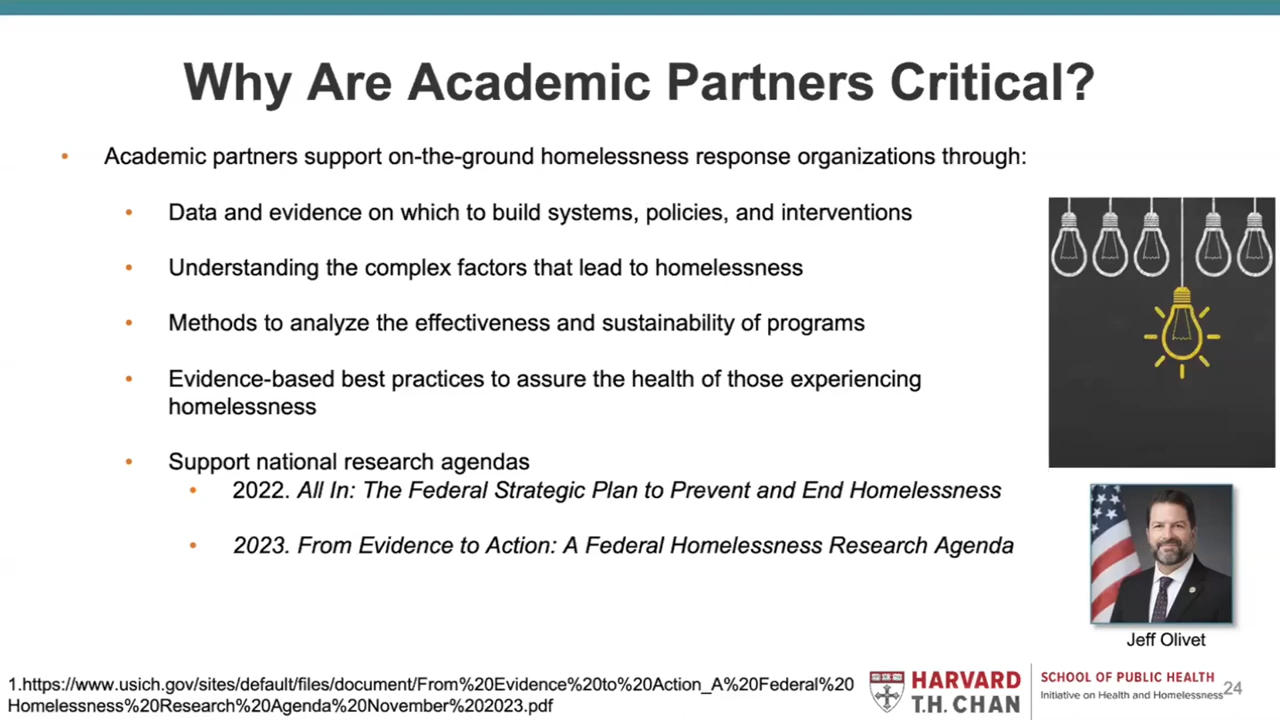 Why Are Academic Partners Critical?
• Academic partners support on-the-ground homelessness response organizations through:
• Data and evidence on which to build systems, policies, and interventions
• Understanding the complex factors that lead to homelessness
• Methods to analyze the effectiveness and sustainability of programs
• Evidence-based best practices to assure the health of those experiencing
homelessness
• Support national research agendas
• 2022. All In: The Federal Strategic Plan to Prevent and End Homelessness
• 2023. From Evidence to Action: A Federal Homelessness Research Agenda
Jeff Olivet
1.https://www.usich.gov/sites/default/files/document/From%20Evidence%20to%20Action_A%20Federal%20
Homelessness%20Research%20Agenda%20November%202023.pdf
HARVARD
T.H. CHAN
SCHOOL OF PUBLIC HEALTH
Initiative on Health and Homelessness
24